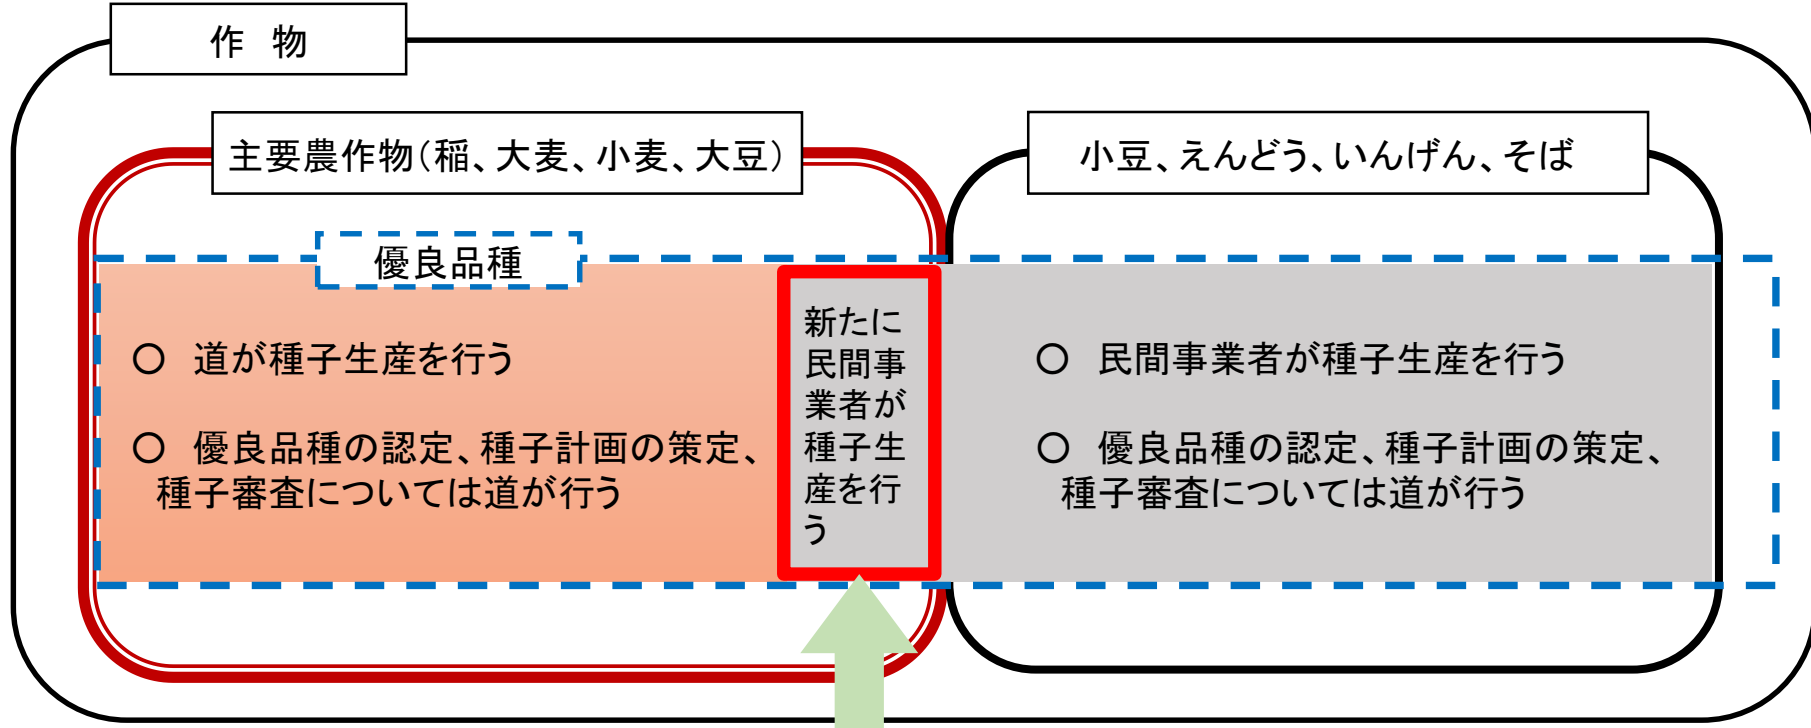 作 物
主要農作物(稲、大麦、小麦、大豆)
小豆、えんどう、いんげん、そば
優良品種
○ 道が種子生産を行う
○ 優良品種の認定、種子計画の策定、
種子審査については道が行う
新たに
民間事
業者が
種子生
産を行
う
○ 民間事業者が種子生産を行う
○ 優良品種の認定、種子計画の策定、
種子審査については道が行う